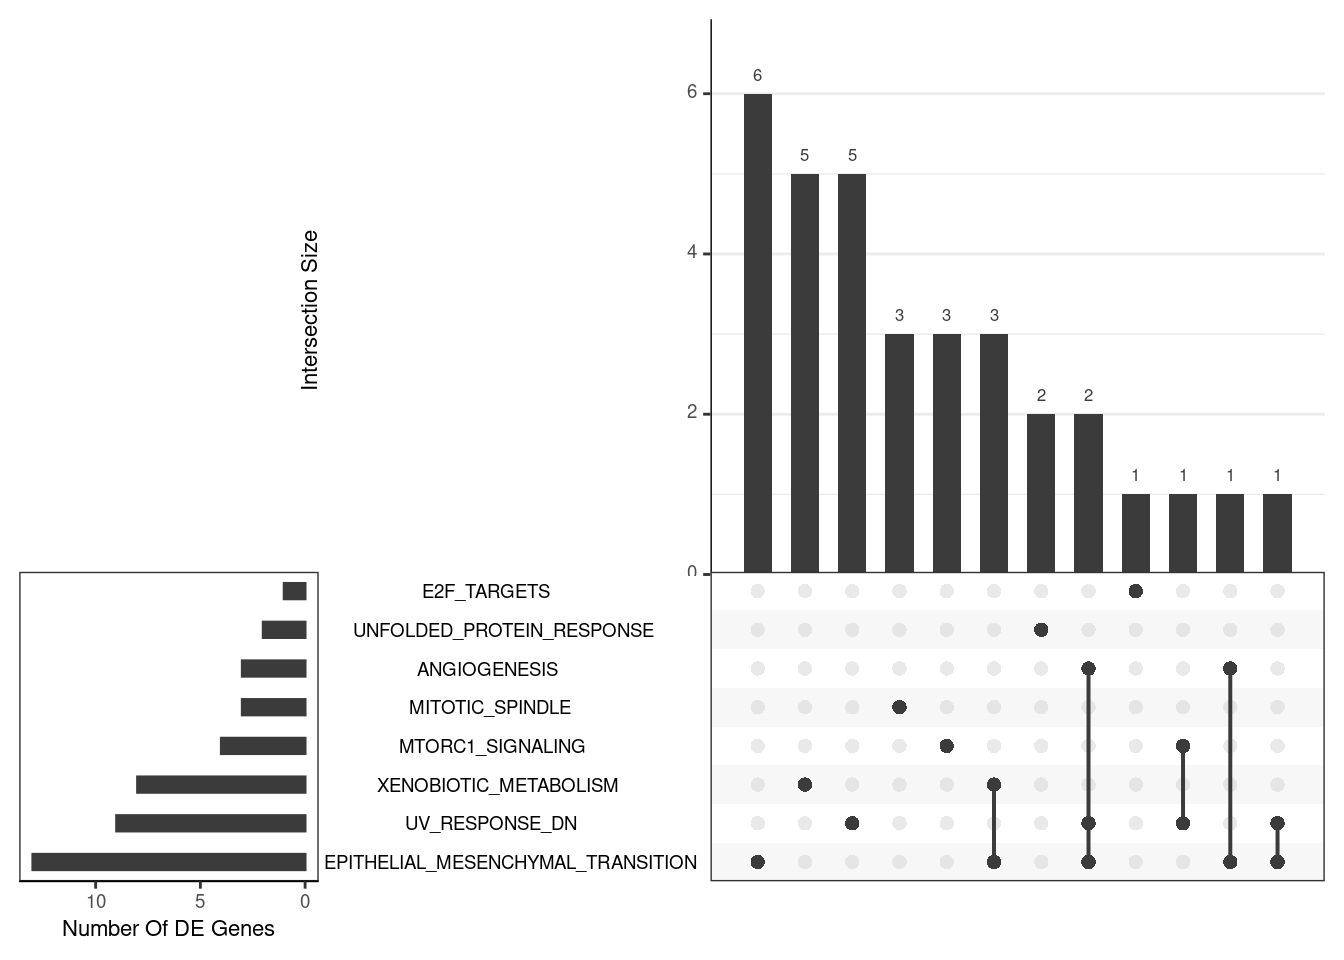 6
5 5
3 3 3
2 2
1 1 1 1
6
4
2
0
Intersection Size
E2F_TARGETS
UNFOLDED_PROTEIN_RESPONSE
ANGIOGENESIS
MITOTIC_SPINDLE
MTORC1_SIGNALING
XENOBIOTIC_METABOLISM
UV_RESPONSE_DN
EPITHELIAL_MESENCHYMAL_TRANSITION
10 5 0
Number Of DE Genes